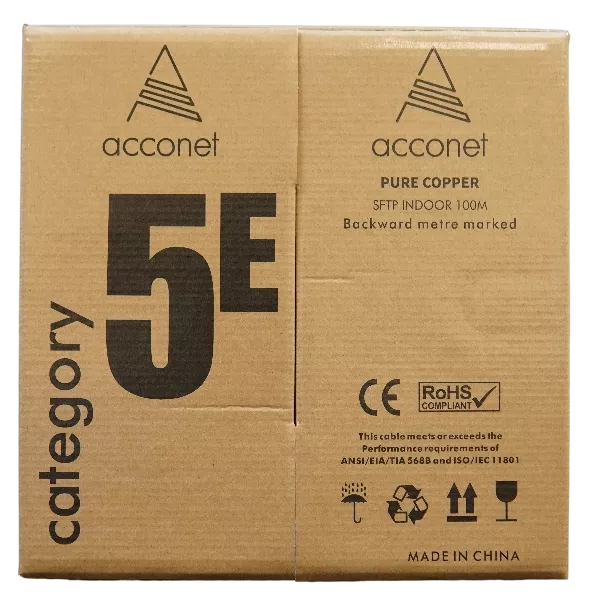 acconet
5E
category
acconet
PURE COPPER
SFTP INDOOR 100M
Backward metre marked
CE
RoHS
COMPLIANT
This cable meets or exceeds the
Performance requirements of
ANSI/EIA/TIA 568B and ISO/IEC 11801
MADE IN CHINA